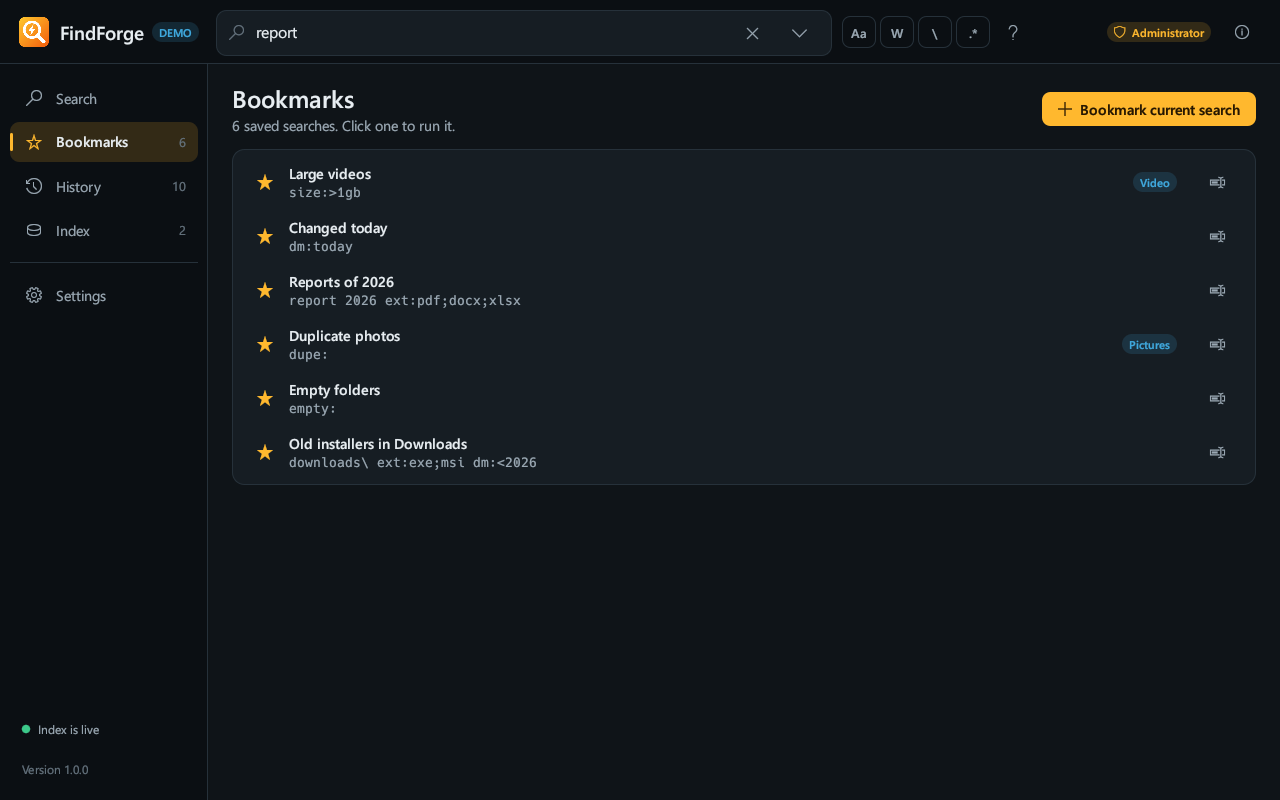 FindForge DEMO
report
Aa W \ .* ?
Administrator
Search
Bookmarks 6
History 10
Index 2
Settings
Index is live
Version 1.0.0
Bookmarks
6 saved searches. Click one to run it.
Bookmark current search
Large videos
size:>1gb
Video
Changed today
dm:today
Reports of 2026
report 2026 ext:pdf;docx;xlsx
Duplicate photos
dupe:
Pictures
Empty folders
empty:
Old installers in Downloads
downloads\ ext:exe;msi dm:<2026